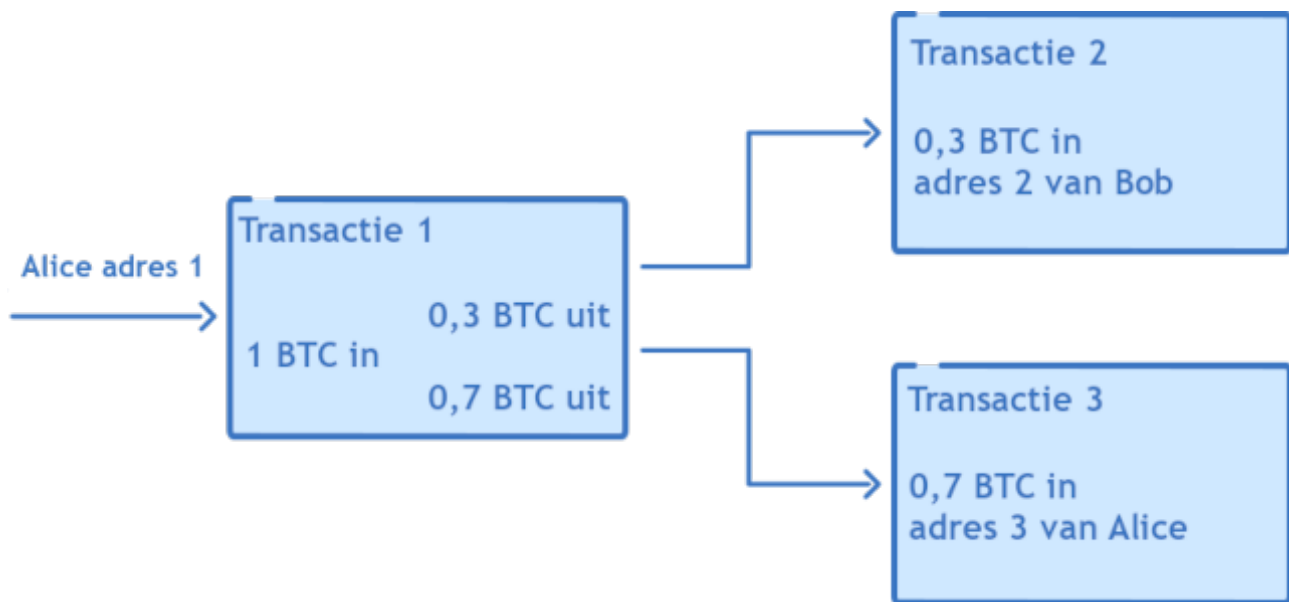 Alice adres 1
Transactie 1
0,3 BTC uit
1 BTC in
0,7 BTC uit
Transactie 2
0,3 BTC in
adres 2 van Bob
Transactie 3
0,7 BTC in
adres 3 van Alice